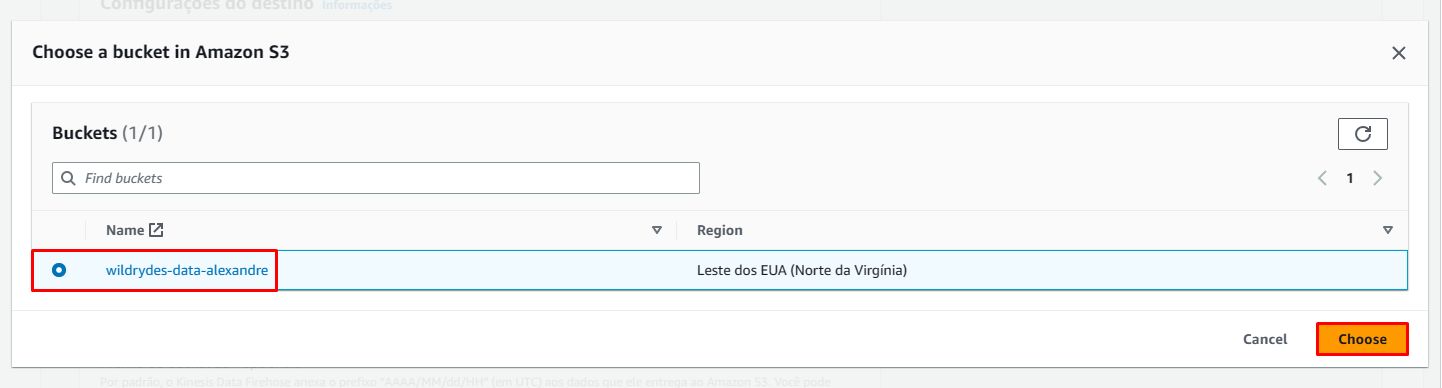 Configurações do destino Informações
Choose a bucket in Amazon S3
Buckets (1/1)
Find buckets
1
Name
Region
wildrydes-data-alexandre
Leste dos EUA (Norte da Virgínia)
Cancel
Choose
Por padrão, o Kinesis Data Firehose anexa o prefixo "AAAA/MM/dd/HH" (em UTC) aos dados que ele entrega ao Amazon S3. Você pode